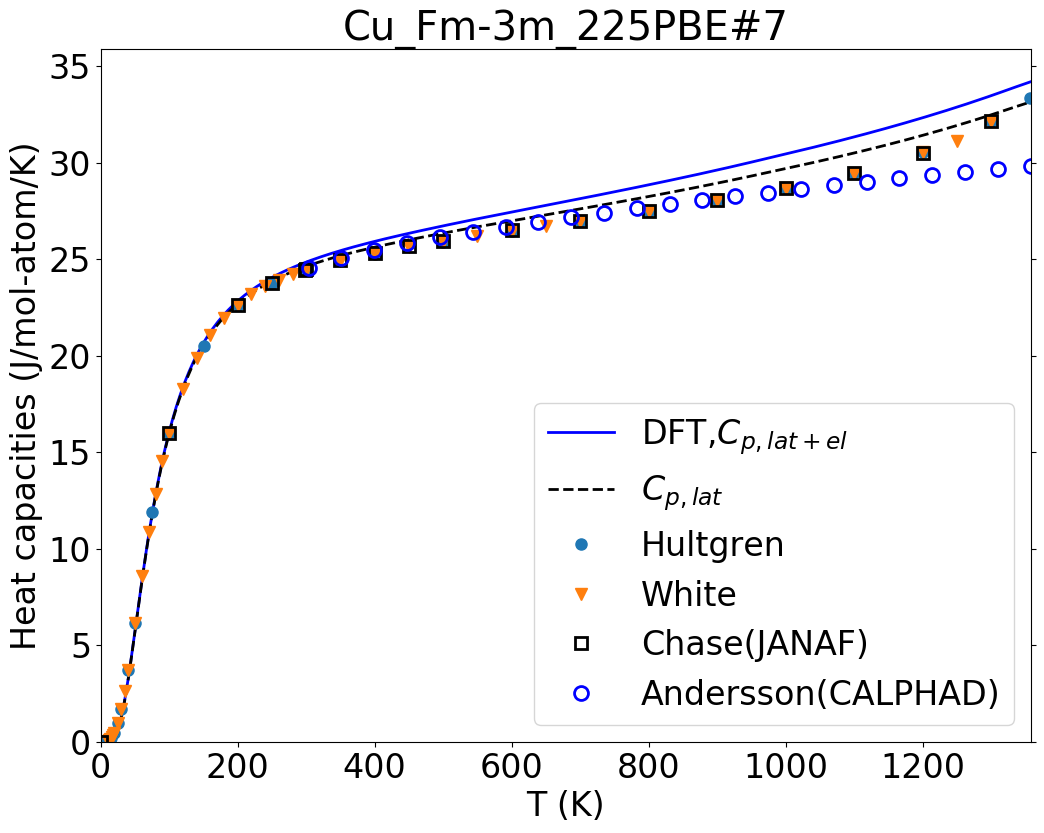 Cu_Fm-3m_225PBE#7
Heat capacities (J/mol-atom/K)
35
30
25
20
15
10
5
0
DFT,C_{p, lat+el}
C_{p, lat}
Hultgren
White
Chase(JANAF)
Andersson(CALPHAD)
0 200 400 600 800 1000 1200
T (K)